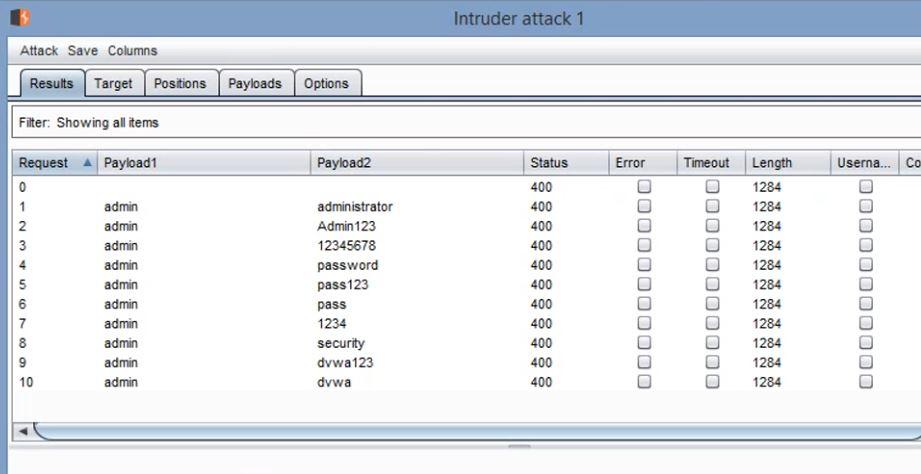 Intruder attack 1
Attack Save Columns
Results Target Positions Payloads Options
Filter: Showing all items
Request Payload1 Payload2 Status Error Timeout Length Userna... Co
0 400 1284
1 admin administrator 400 1284
2 admin Admin123 400 1284
3 admin 12345678 400 1284
4 admin password 400 1284
5 admin pass123 400 1284
6 admin pass 400 1284
7 admin 1234 400 1284
8 admin security 400 1284
9 admin dvwa123 400 1284
10 admin dvwa 400 1284